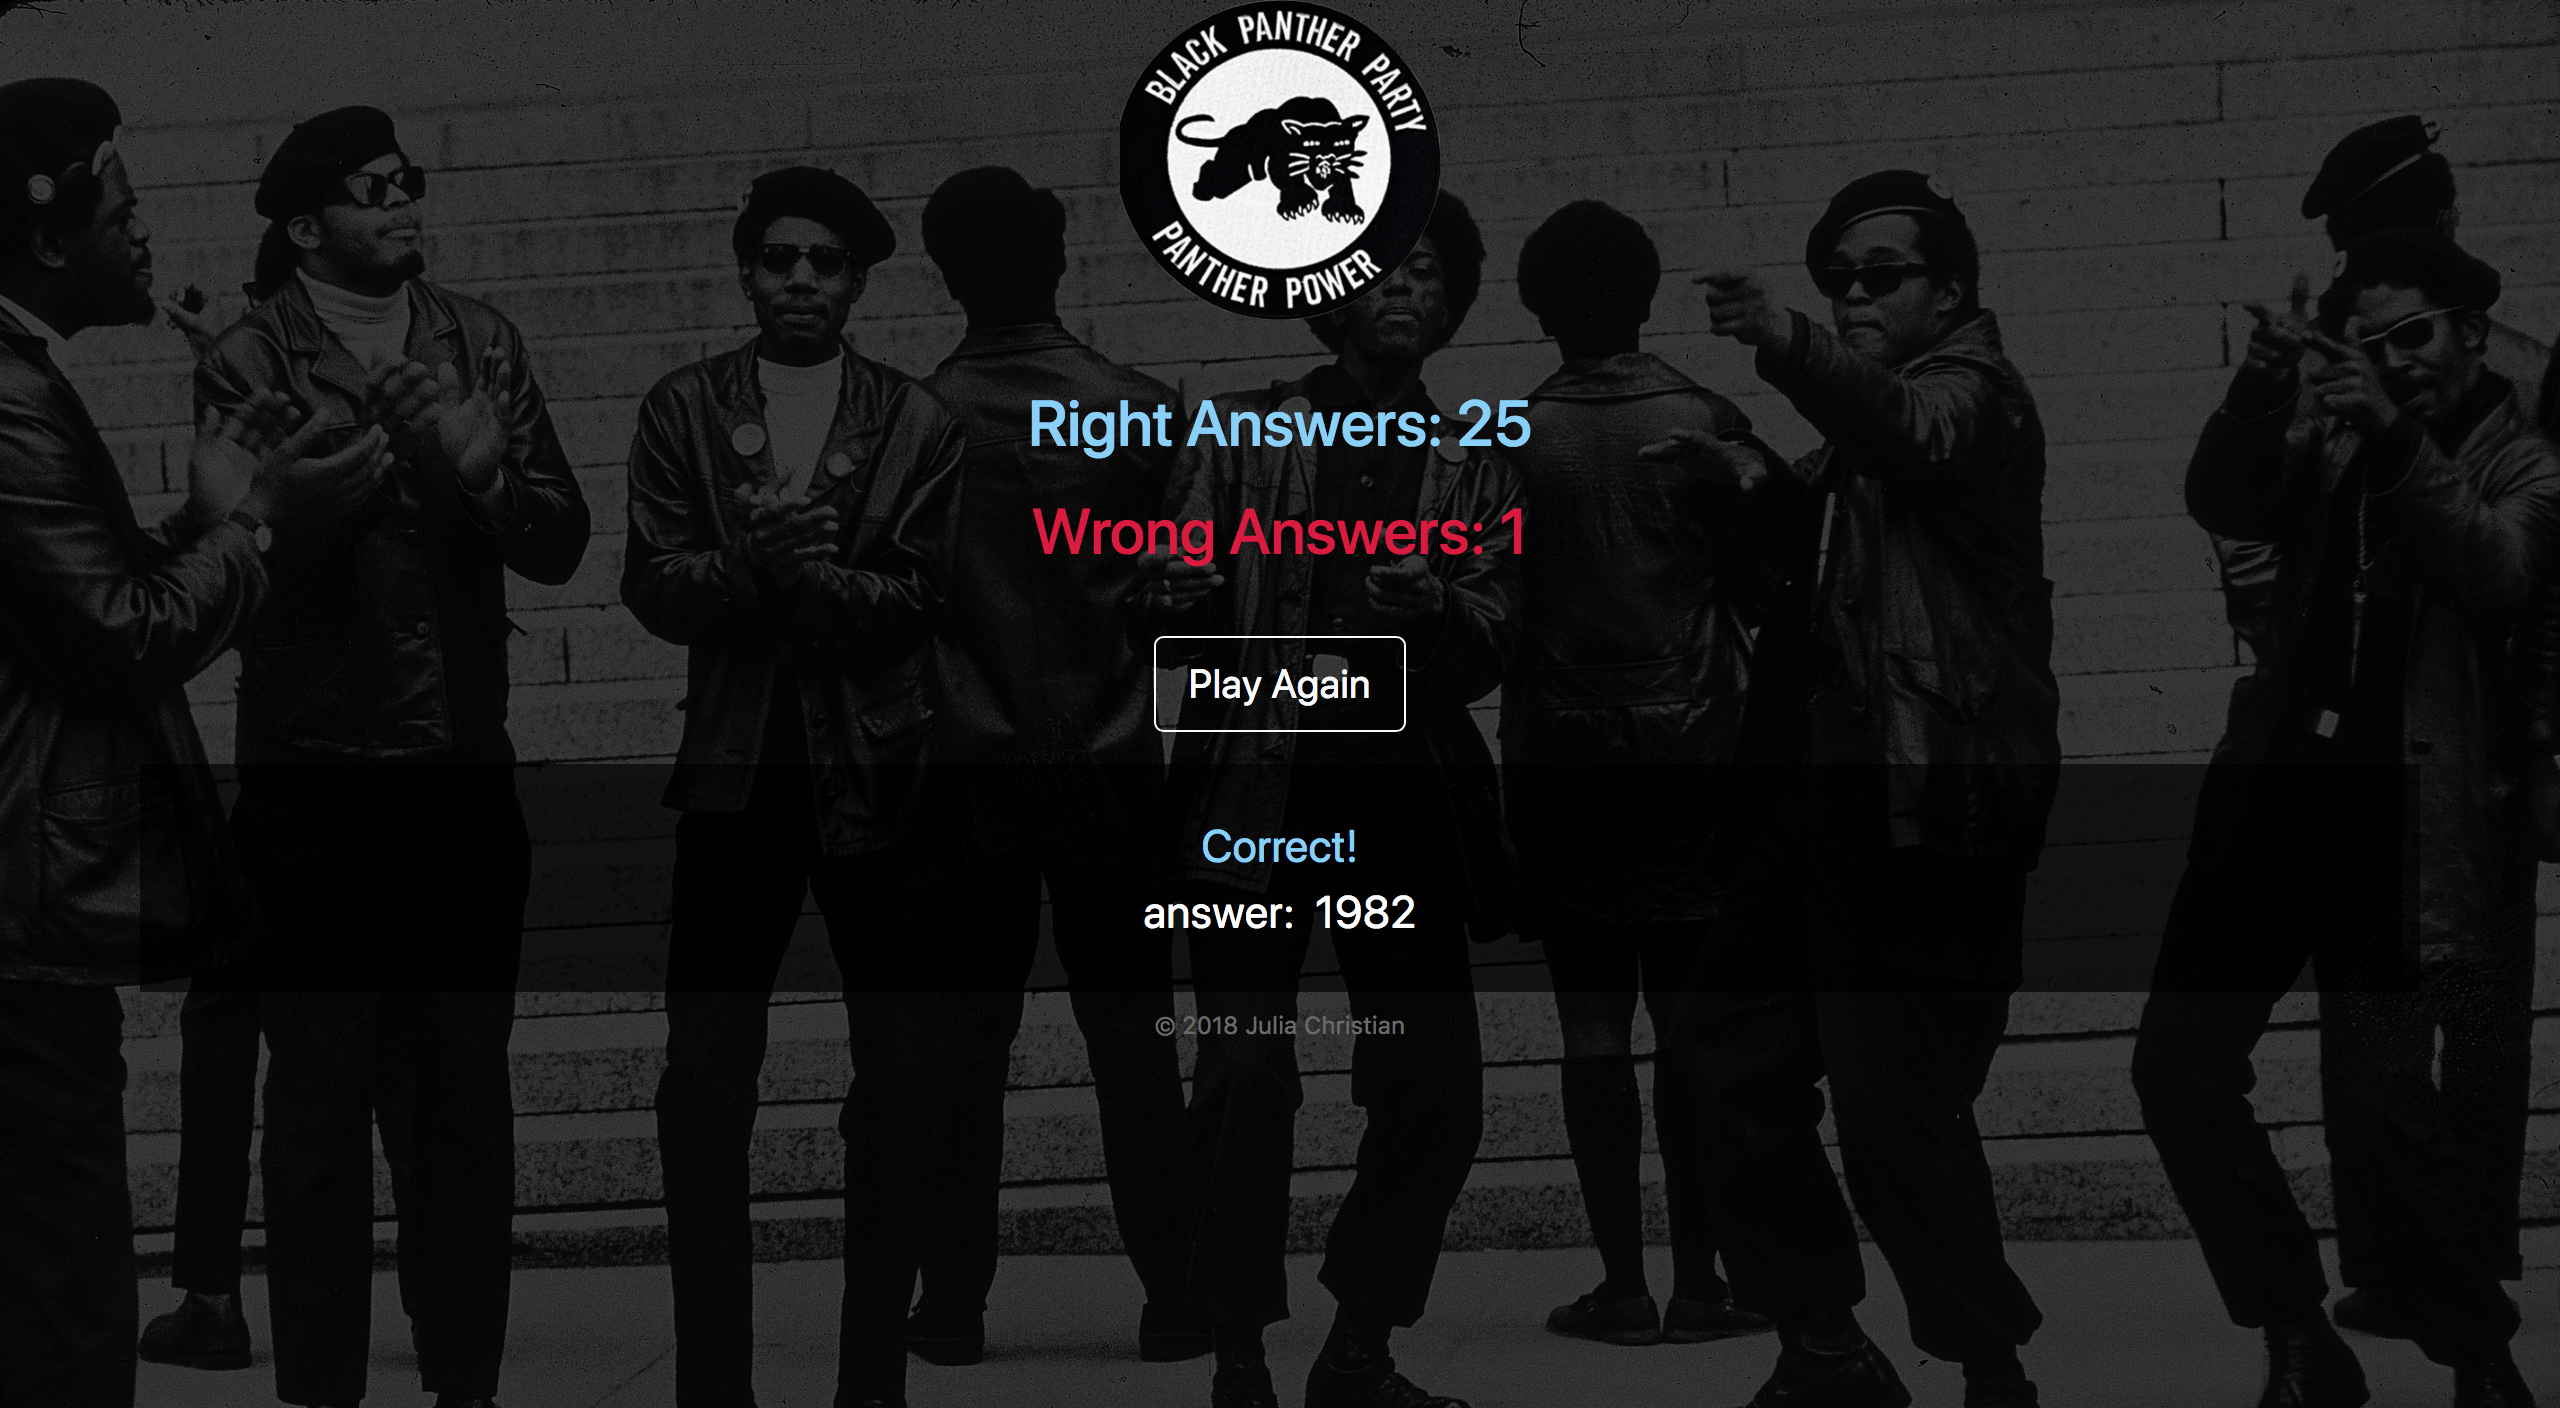 BLACK PANTHER PARTY
PANTHER POWER
Right Answers: 25
Wrong Answers: 1
Play Again
Correct!
answer: 1982
© 2018 Julia Christian